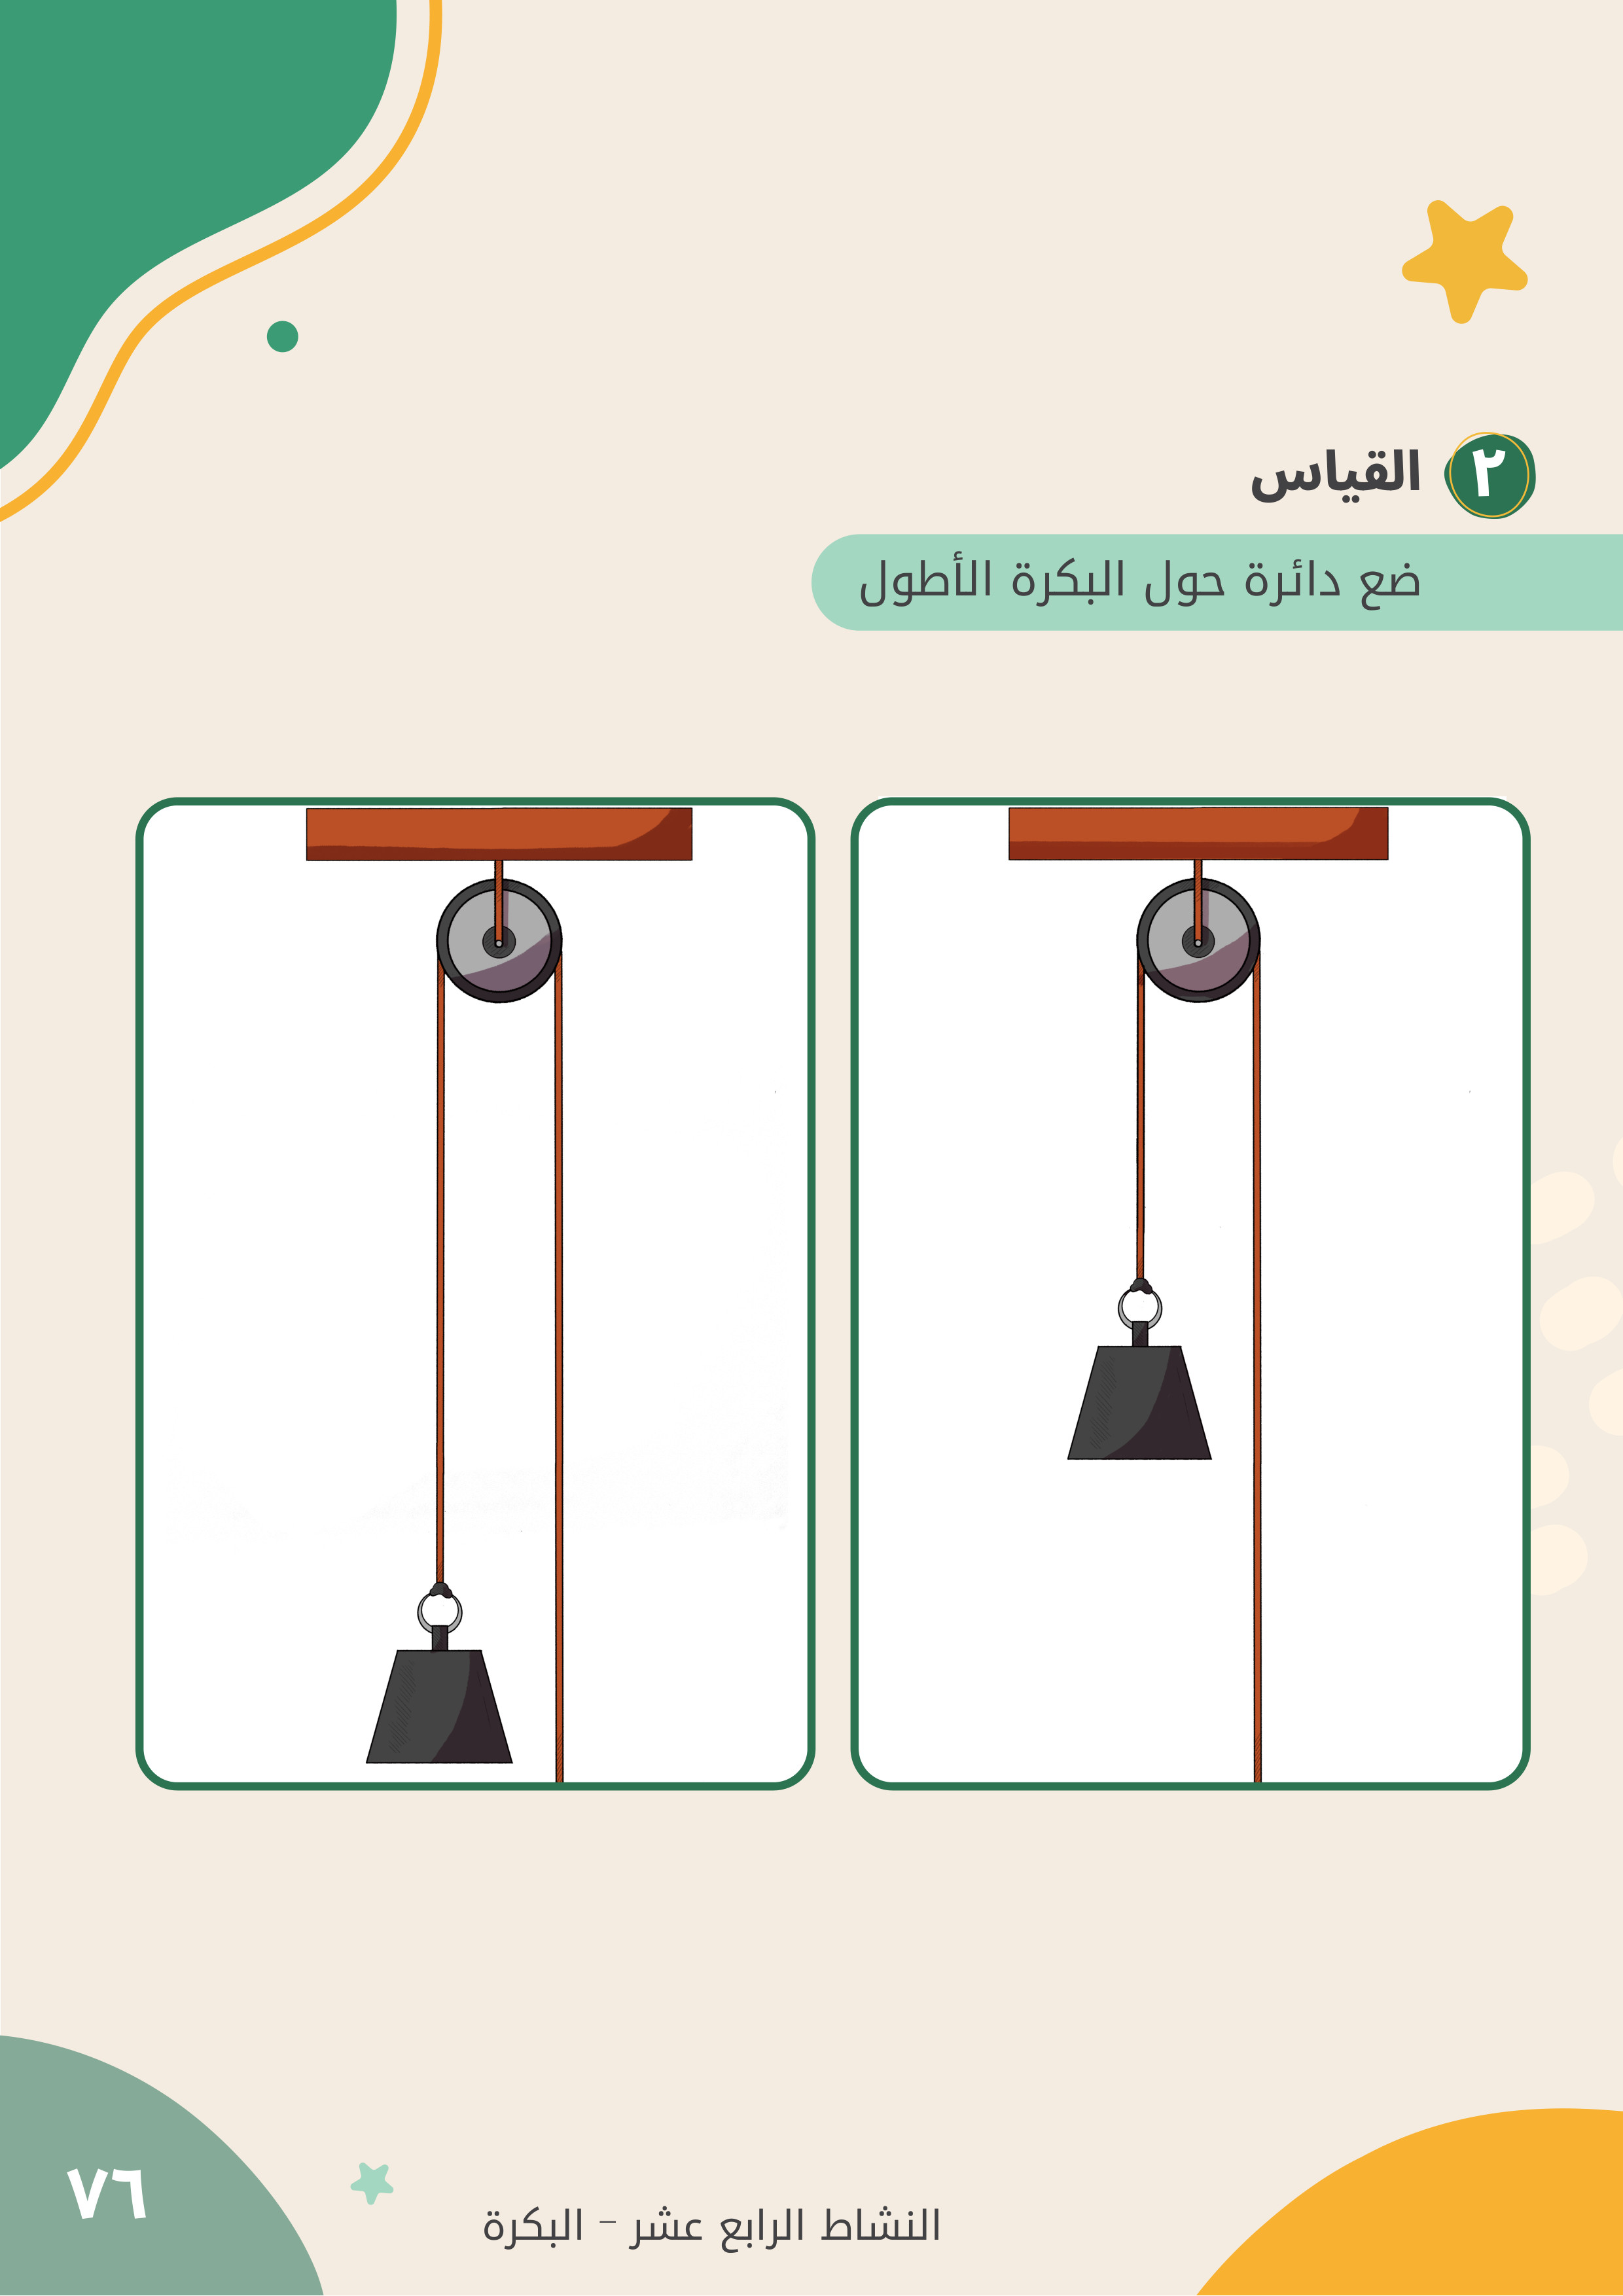 ٢ القياس
ضع دائرة حول البكرة الأطول
النشاط الرابع عشر – البكرة
٧٦